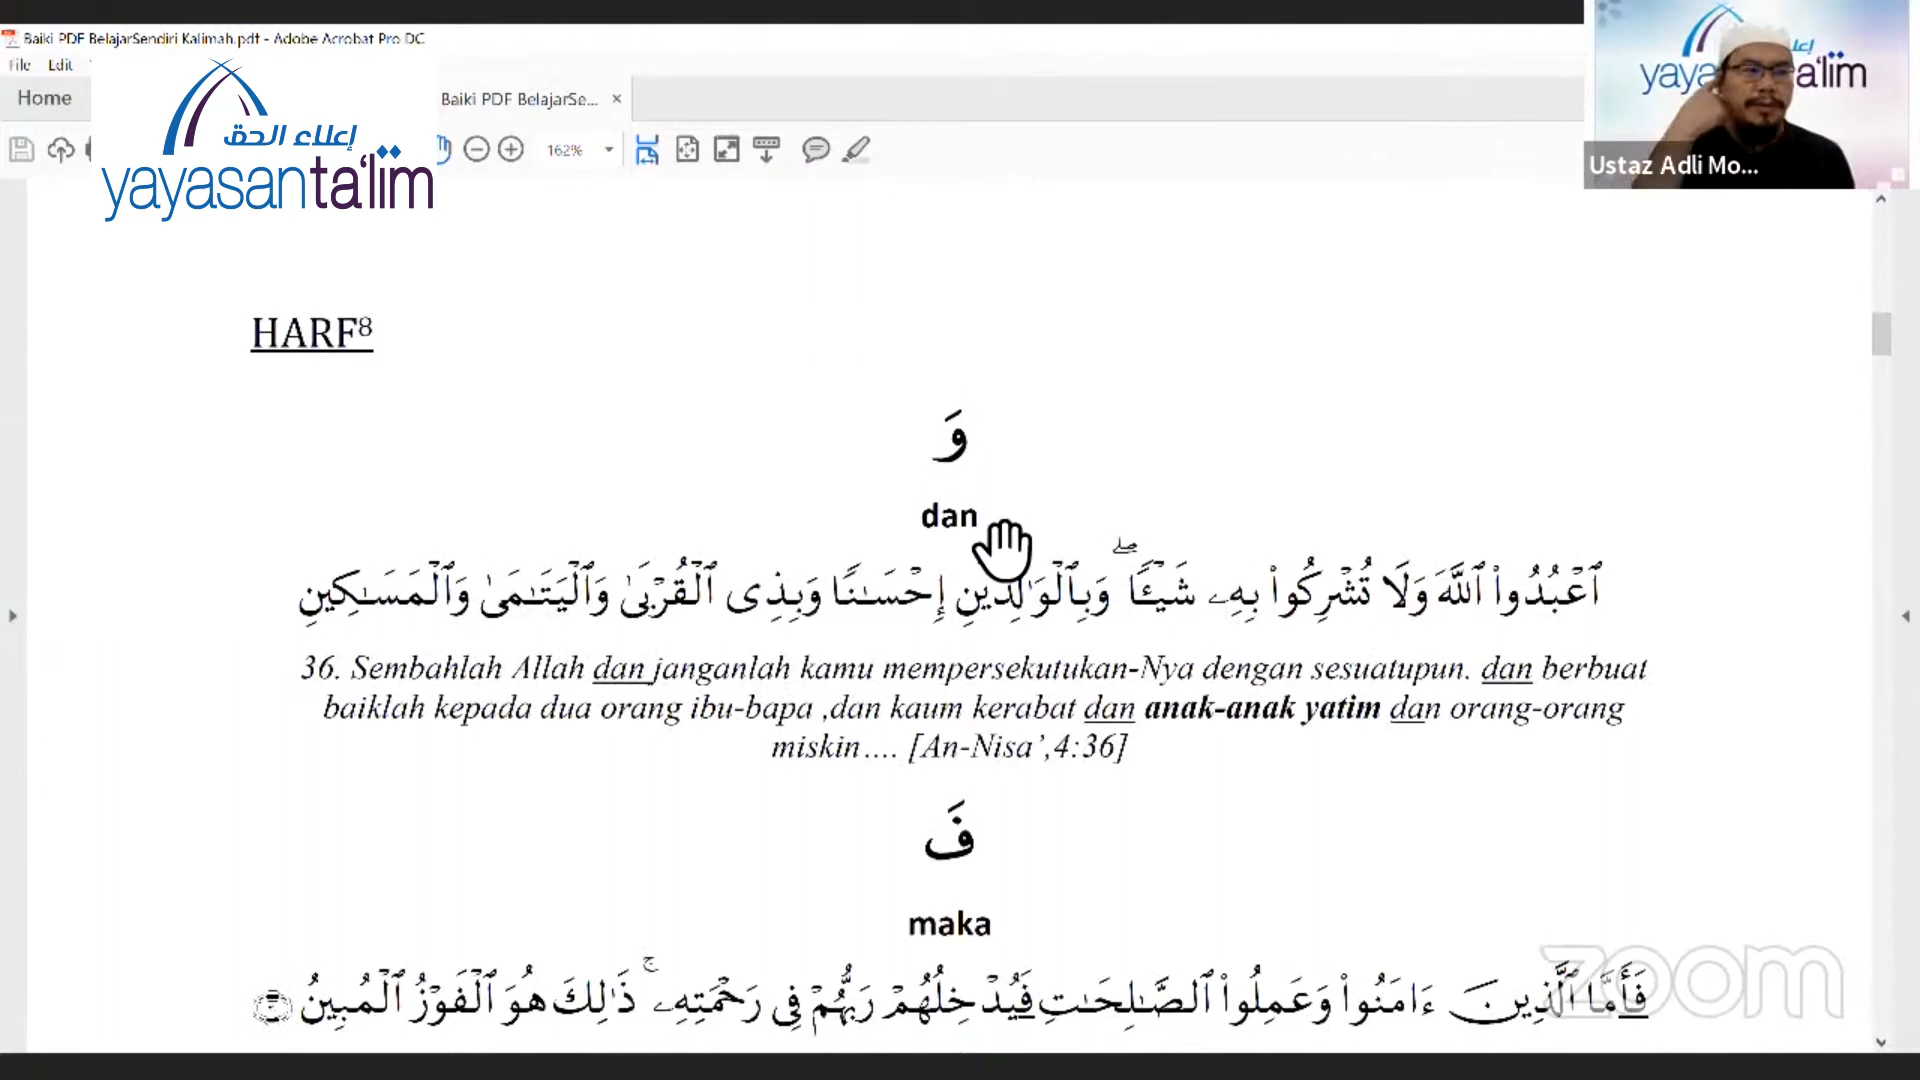 Baiki PDF BelajarSendiri Kalimah.pdf - Adobe Acrobat Pro DC
File Edit
Home
Baiki PDF BelajarSe... ×
162%
إعلاء الحق
yayasanta'lim
Ustaz Adli Mo...
HARF8
وَ
dan
ٱعْبُدُوا۟ ٱللَّهَ وَلَا تُشْرِكُوا۟ بِهِۦ شَيْـًٔا ۖ وَبِٱلْوَٰلِدَيْنِ إِحْسَـٰنًا وَبِذِى ٱلْقُرْبَىٰ وَٱلْيَتَـٰمَىٰ وَٱلْمَسَـٰكِينِ
36. Sembahlah Allah dan janganlah kamu mempersekutukan-Nya dengan sesuatupun. dan berbuat
baiklah kepada dua orang ibu-bapa ,dan kaum kerabat dan anak-anak yatim dan orang-orang
miskin.... [An-Nisa',4:36]
فَ
maka
فَأَمَّا ٱلَّذِينَ ءَامَنُوا۟ وَعَمِلُوا۟ ٱلصَّـٰلِحَـٰتِ فَيُدْخِلُهُمْ رَبُّهُمْ فِى رَحْمَتِهِۦ ۚ ذَٰلِكَ هُوَ ٱلْفَوْزُ ٱلْمُبِينُ
zoom